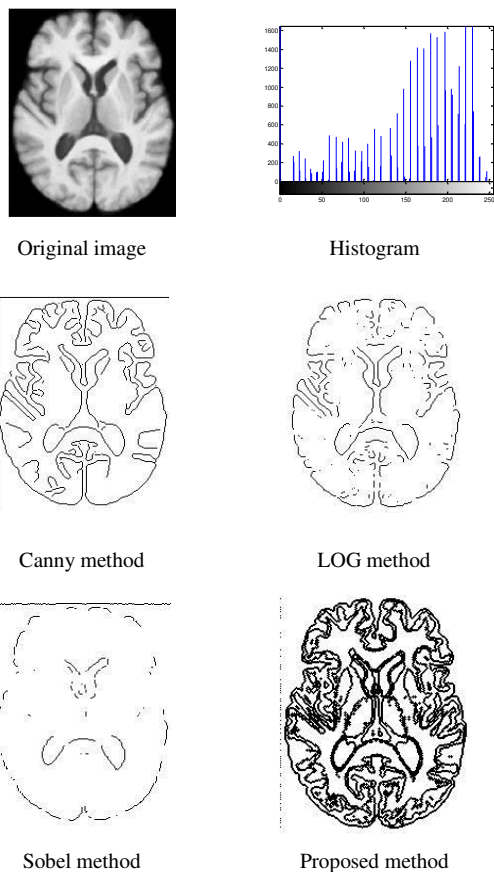 1600
1400
1200
1000
800
600
400
200
0
0 50 100 150 200 250
Original image
Histogram
Canny method
LOG method
Sobel method
Proposed method